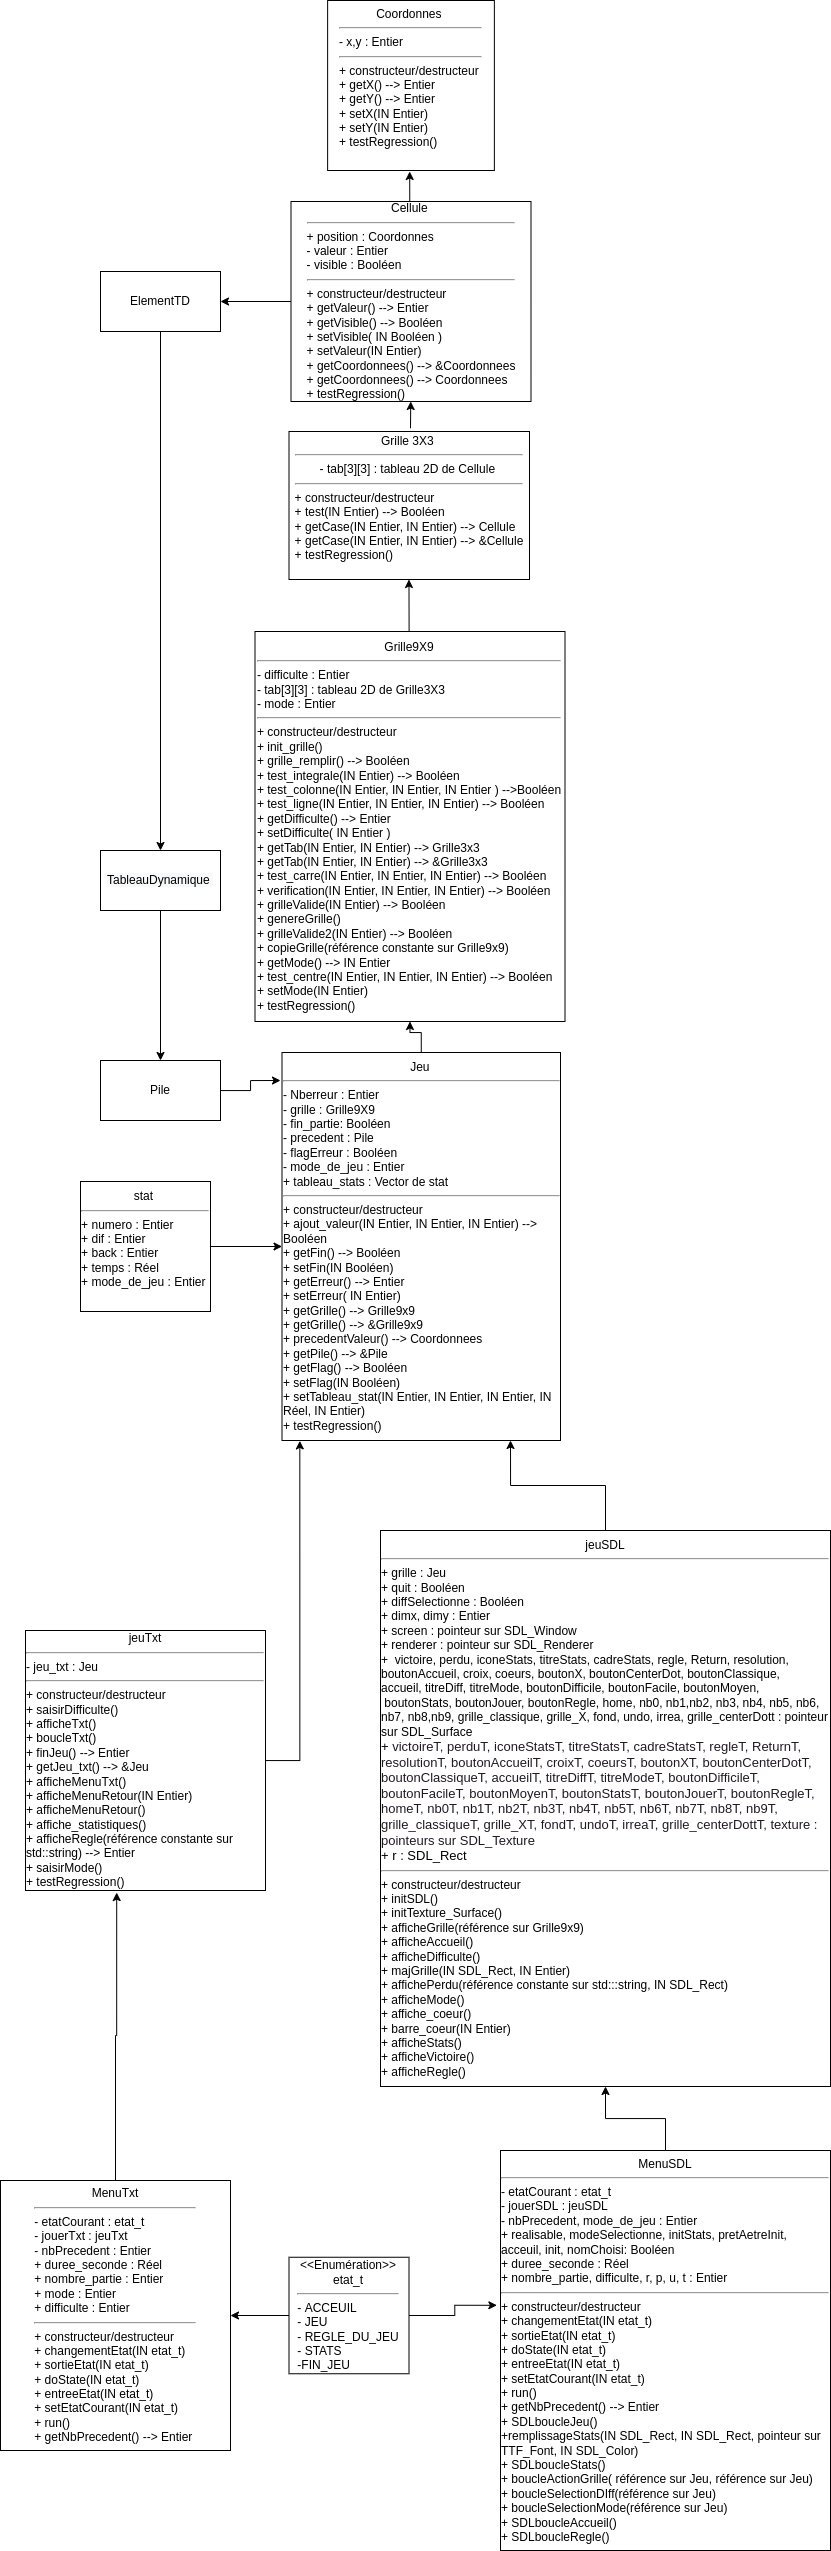 Coordonnes
- x,y : Entier
+ constructeur/destructeur
+ getX() --> Entier
+ getY() --> Entier
+ setX(IN Entier)
+ setY(IN Entier)
+ testRegression()
Cellule
+ position : Coordonnes
- valeur : Entier
- visible : Booléen
+ constructeur/destructeur
+ getValeur() --> Entier
+ getVisible() --> Booléen
+ setVisible( IN Booléen )
+ setValeur(IN Entier)
+ getCoordonnees() --> &Coordonnees
+ getCoordonnees() --> Coordonnees
+ testRegression()
ElementTD
Grille 3X3
- tab[3][3] : tableau 2D de Cellule
+ constructeur/destructeur
+ test(IN Entier) --> Booléen
+ getCase(IN Entier, IN Entier) --> Cellule
+ getCase(IN Entier, IN Entier) --> &Cellule
+ testRegression()
Grille9X9
- difficulte : Entier
- tab[3][3] : tableau 2D de Grille3X3
- mode : Entier
+ constructeur/destructeur
+ init_grille()
+ grille_remplir() --> Booléen
+ test_integrale(IN Entier) --> Booléen
+ test_colonne(IN Entier, IN Entier, IN Entier ) -->Booléen
+ test_ligne(IN Entier, IN Entier, IN Entier) --> Booléen
+ getDifficulte() --> Entier
+ setDifficulte( IN Entier )
+ getTab(IN Entier, IN Entier) --> Grille3x3
+ getTab(IN Entier, IN Entier) --> &Grille3x3
+ test_carre(IN Entier, IN Entier, IN Entier) --> Booléen
+ verification(IN Entier, IN Entier, IN Entier) --> Booléen
+ grilleValide(IN Entier) --> Booléen
+ genereGrille()
+ grilleValide2(IN Entier) --> Booléen
+ copieGrille(référence constante sur Grille9x9)
+ getMode() --> IN Entier
+ test_centre(IN Entier, IN Entier, IN Entier) --> Booléen
+ setMode(IN Entier)
+ testRegression()
TableauDynamique
Pile
Jeu
- Nberreur : Entier
- grille : Grille9X9
- fin_partie: Booléen
- precedent : Pile
- flagErreur : Booléen
- mode_de_jeu : Entier
+ tableau_stats : Vector de stat
+ constructeur/destructeur
+ ajout_valeur(IN Entier, IN Entier, IN Entier) -->
Booléen
+ getFin() --> Booléen
+ setFin(IN Booléen)
+ getErreur() --> Entier
+ setErreur( IN Entier)
+ getGrille() --> Grille9x9
+ getGrille() --> &Grille9x9
+ precedentValeur() --> Coordonnees
+ getPile() --> &Pile
+ getFlag() --> Booléen
+ setFlag(IN Booléen)
+ setTableau_stat(IN Entier, IN Entier, IN Entier, IN
Réel, IN Entier)
+ testRegression()
stat
+ numero : Entier
+ dif : Entier
+ back : Entier
+ temps : Réel
+ mode_de_jeu : Entier
jeuSDL
+ grille : Jeu
+ quit : Booléen
+ diffSelectionne : Booléen
+ dimx, dimy : Entier
+ screen : pointeur sur SDL_Window
+ renderer : pointeur sur SDL_Renderer
+  victoire, perdu, iconeStats, titreStats, cadreStats, regle, Return, resolution,
boutonAccueil, croix, coeurs, boutonX, boutonCenterDot, boutonClassique,
accueil, titreDiff, titreMode, boutonDifficile, boutonFacile, boutonMoyen,
boutonStats, boutonJouer, boutonRegle, home, nb0, nb1,nb2, nb3, nb4, nb5, nb6,
nb7, nb8,nb9, grille_classique, grille_X, fond, undo, irrea, grille_centerDott : pointeur
sur SDL_Surface
+ victoireT, perduT, iconeStatsT, titreStatsT, cadreStatsT, regleT, ReturnT,
resolutionT, boutonAccueilT, croixT, coeursT, boutonXT, boutonCenterDotT,
boutonClassiqueT, accueilT, titreDiffT, titreModeT, boutonDifficileT,
boutonFacileT, boutonMoyenT, boutonStatsT, boutonJouerT, boutonRegleT,
homeT, nb0T, nb1T, nb2T, nb3T, nb4T, nb5T, nb6T, nb7T, nb8T, nb9T,
grille_classiqueT, grille_XT, fondT, undoT, irreaT, grille_centerDottT, texture :
pointeurs sur SDL_Texture
+ r : SDL_Rect
+ constructeur/destructeur
+ initSDL()
+ initTexture_Surface()
+ afficheGrille(référence sur Grille9x9)
+ afficheAccueil()
+ afficheDifficulte()
+ majGrille(IN SDL_Rect, IN Entier)
+ affichePerdu(référence constante sur std:::string, IN SDL_Rect)
+ afficheMode()
+ affiche_coeur()
+ barre_coeur(IN Entier)
+ afficheStats()
+ afficheVictoire()
+ afficheRegle()
jeuTxt
- jeu_txt : Jeu
+ constructeur/destructeur
+ saisirDifficulte()
+ afficheTxt()
+ boucleTxt()
+ finJeu() --> Entier
+ getJeu_txt() --> &Jeu
+ afficheMenuTxt()
+ afficheMenuRetour(IN Entier)
+ afficheMenuRetour()
+ affiche_statistiques()
+ afficheRegle(référence constante sur
std::string) --> Entier
+ saisirMode()
+ testRegression()
MenuTxt
- etatCourant : etat_t
- jouerTxt : jeuTxt
- nbPrecedent : Entier
+ duree_seconde : Réel
+ nombre_partie : Entier
+ mode : Entier
+ difficulte : Entier
+ constructeur/destructeur
+ changementEtat(IN etat_t)
+ sortieEtat(IN etat_t)
+ doState(IN etat_t)
+ entreeEtat(IN etat_t)
+ setEtatCourant(IN etat_t)
+ run()
+ getNbPrecedent() --> Entier
<<Enumération>>
etat_t
- ACCEUIL
- JEU
- REGLE_DU_JEU
- STATS
-FIN_JEU
MenuSDL
- etatCourant : etat_t
- jouerSDL : jeuSDL
- nbPrecedent, mode_de_jeu : Entier
+ realisable, modeSelectionne, initStats, pretAetreInit,
acceuil, init, nomChoisi: Booléen
+ duree_seconde : Réel
+ nombre_partie, difficulte, r, p, u, t : Entier
+ constructeur/destructeur
+ changementEtat(IN etat_t)
+ sortieEtat(IN etat_t)
+ doState(IN etat_t)
+ entreeEtat(IN etat_t)
+ setEtatCourant(IN etat_t)
+ run()
+ getNbPrecedent() --> Entier
+ SDLboucleJeu()
+remplissageStats(IN SDL_Rect, IN SDL_Rect, pointeur sur
TTF_Font, IN SDL_Color)
+ SDLboucleStats()
+ boucleActionGrille( référence sur Jeu, référence sur Jeu)
+ boucleSelectionDIff(référence sur Jeu)
+ boucleSelectionMode(référence sur Jeu)
+ SDLboucleAccueil()
+ SDLboucleRegle()